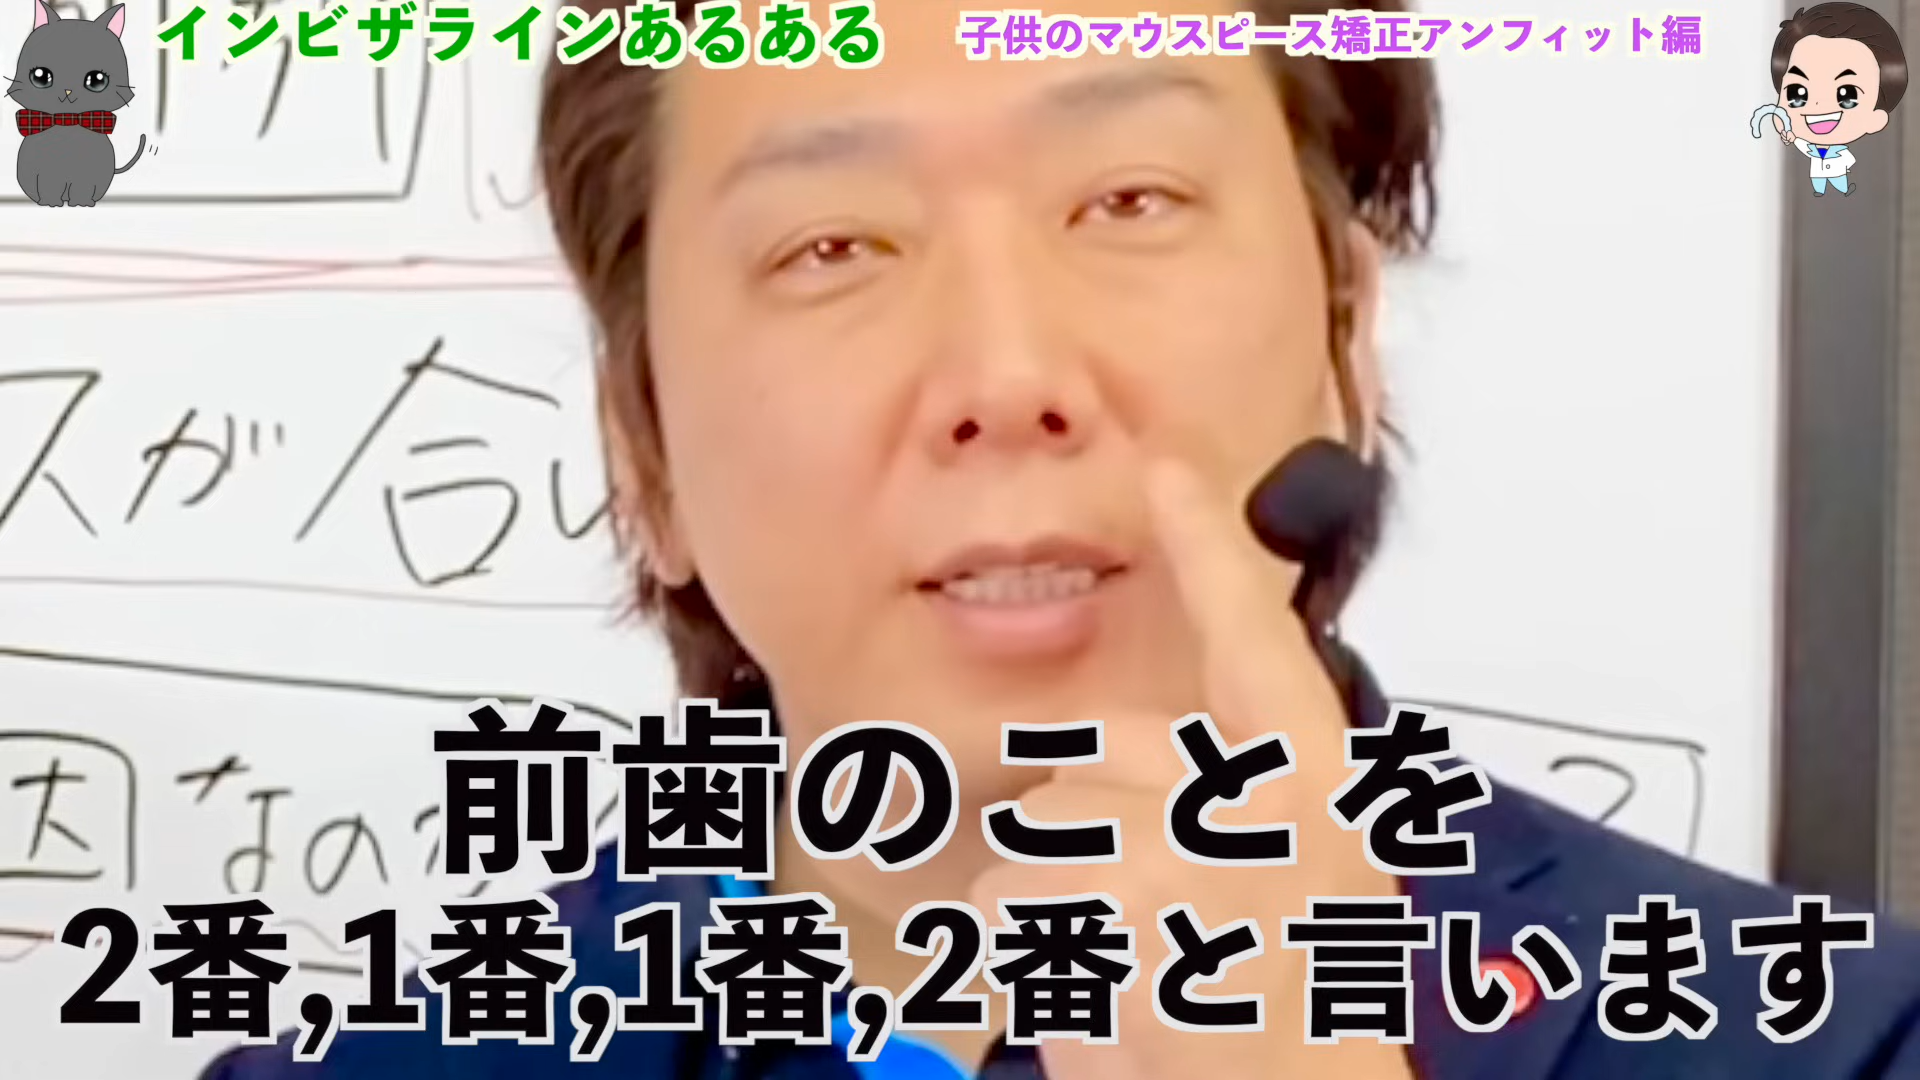 インビザラインあるある
子供のマウスピース矯正アンフィット編
スが合い
因なの
前歯のことを
2番,1番,1番,2番と言います